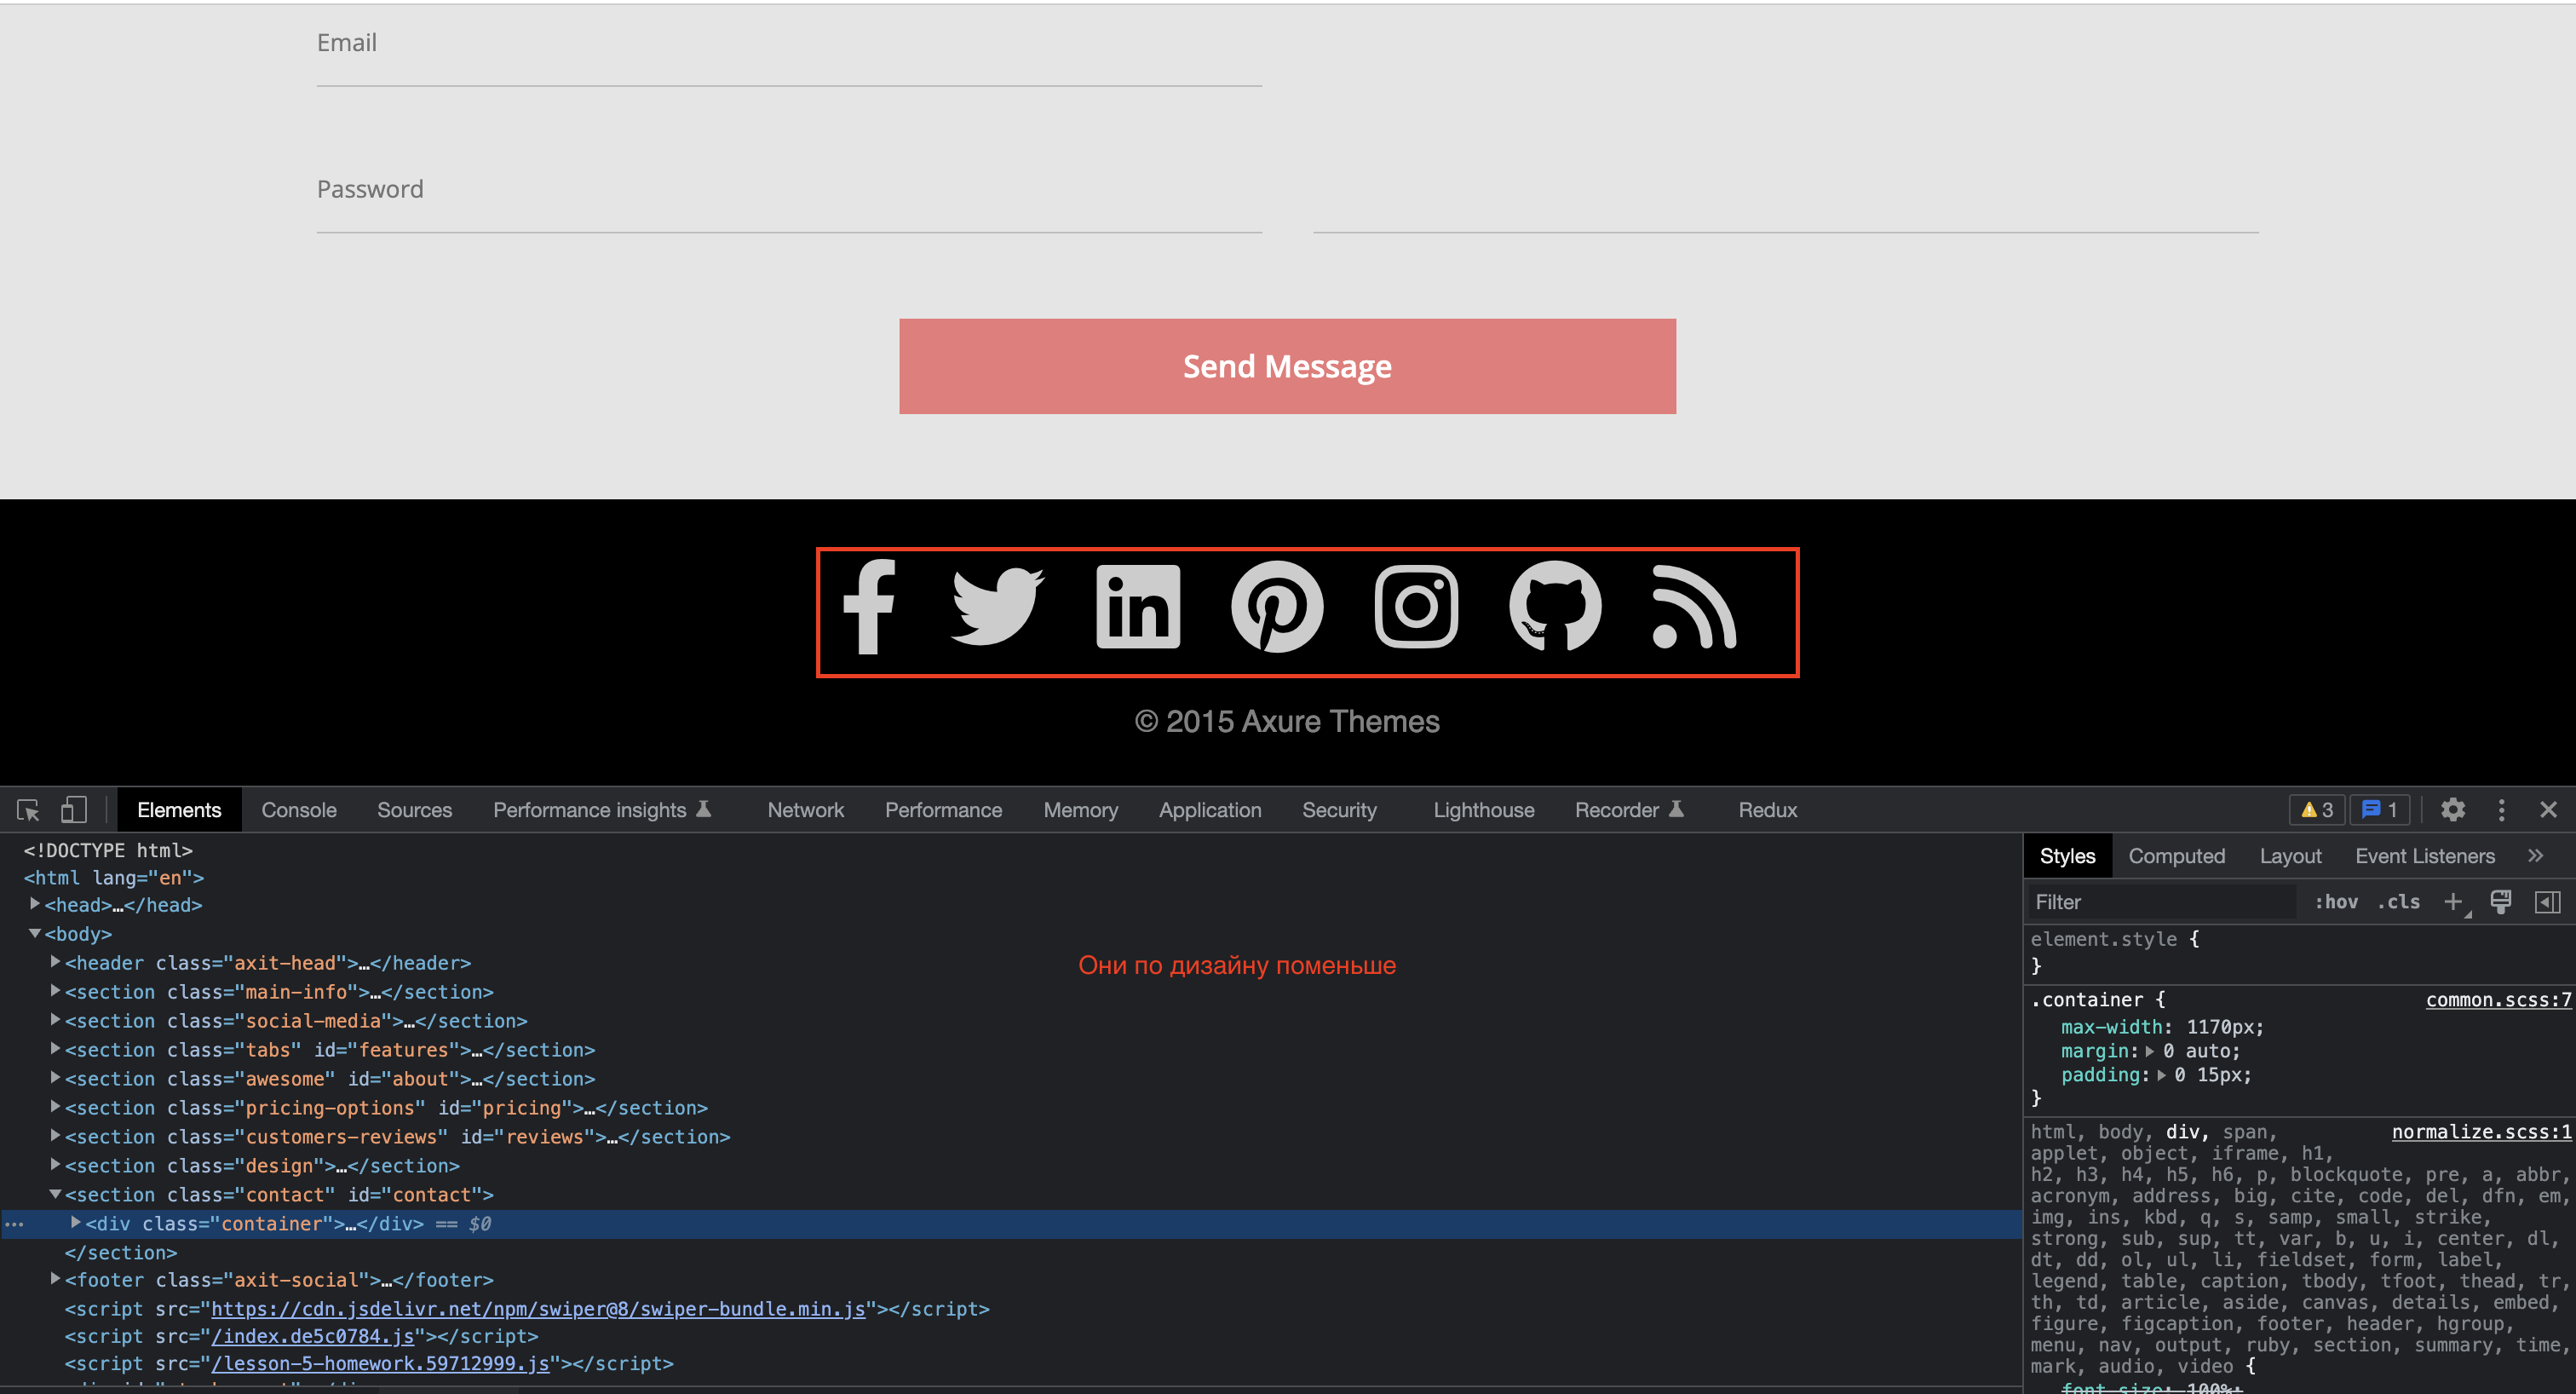 Email
Password
Send Message
in
© 2015 Axure Themes
Elements Console Sources Performance insights Network Performance Memory Application Security Lighthouse Recorder Redux 3 1
<!DOCTYPE html>
<html lang="en">
<head>…</head>
<body>
<header class="axit-head">…</header>
<section class="main-info">…</section>
<section class="social-media">…</section>
<section class="tabs" id="features">…</section>
<section class="awesome" id="about">…</section>
<section class="pricing-options" id="pricing">…</section>
<section class="customers-reviews" id="reviews">…</section>
<section class="design">…</section>
<section class="contact" id="contact">
<div class="container">…</div> == $0
</section>
<footer class="axit-social">…</footer>
<script src="https://cdn.jsdelivr.net/npm/swiper@8/swiper-bundle.min.js"></script>
<script src="/index.de5c0784.js"></script>
<script src="/lesson-5-homework.59712999.js"></script>
Они по дизайну поменьше
Styles Computed Layout Event Listeners »
Filter :hov .cls +
element.style {
}
.container { common.scss:7
max-width: 1170px;
margin: 0 auto;
padding: 0 15px;
}
html, body, div, span, normalize.scss:1
applet, object, iframe, h1,
h2, h3, h4, h5, h6, p, blockquote, pre, a, abbr,
acronym, address, big, cite, code, del, dfn, em,
img, ins, kbd, q, s, samp, small, strike,
strong, sub, sup, tt, var, b, u, i, center, dl,
dt, dd, ol, ul, li, fieldset, form, label,
legend, table, caption, tbody, tfoot, thead, tr,
th, td, article, aside, canvas, details, embed,
figure, figcaption, footer, header, hgroup,
menu, nav, output, ruby, section, summary, time,
mark, audio, video {
font-size: 100%;